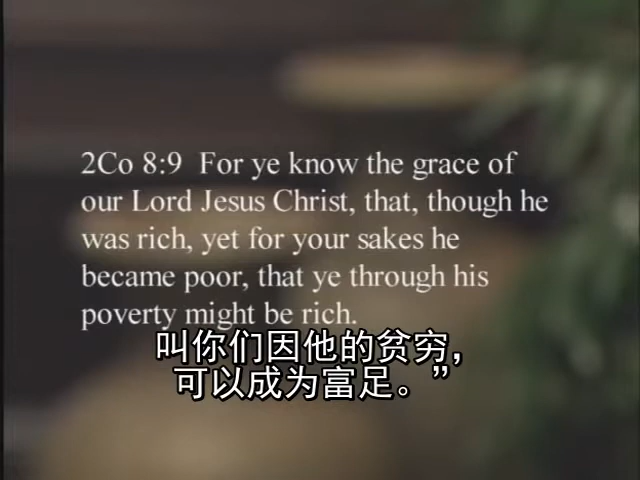 2Co 8:9 For ye know the grace of
our Lord Jesus Christ, that, though he
was rich, yet for your sakes he
became poor, that ye through his
poverty might be rich.
叫你们因他的贫穷，
可以成为富足。”